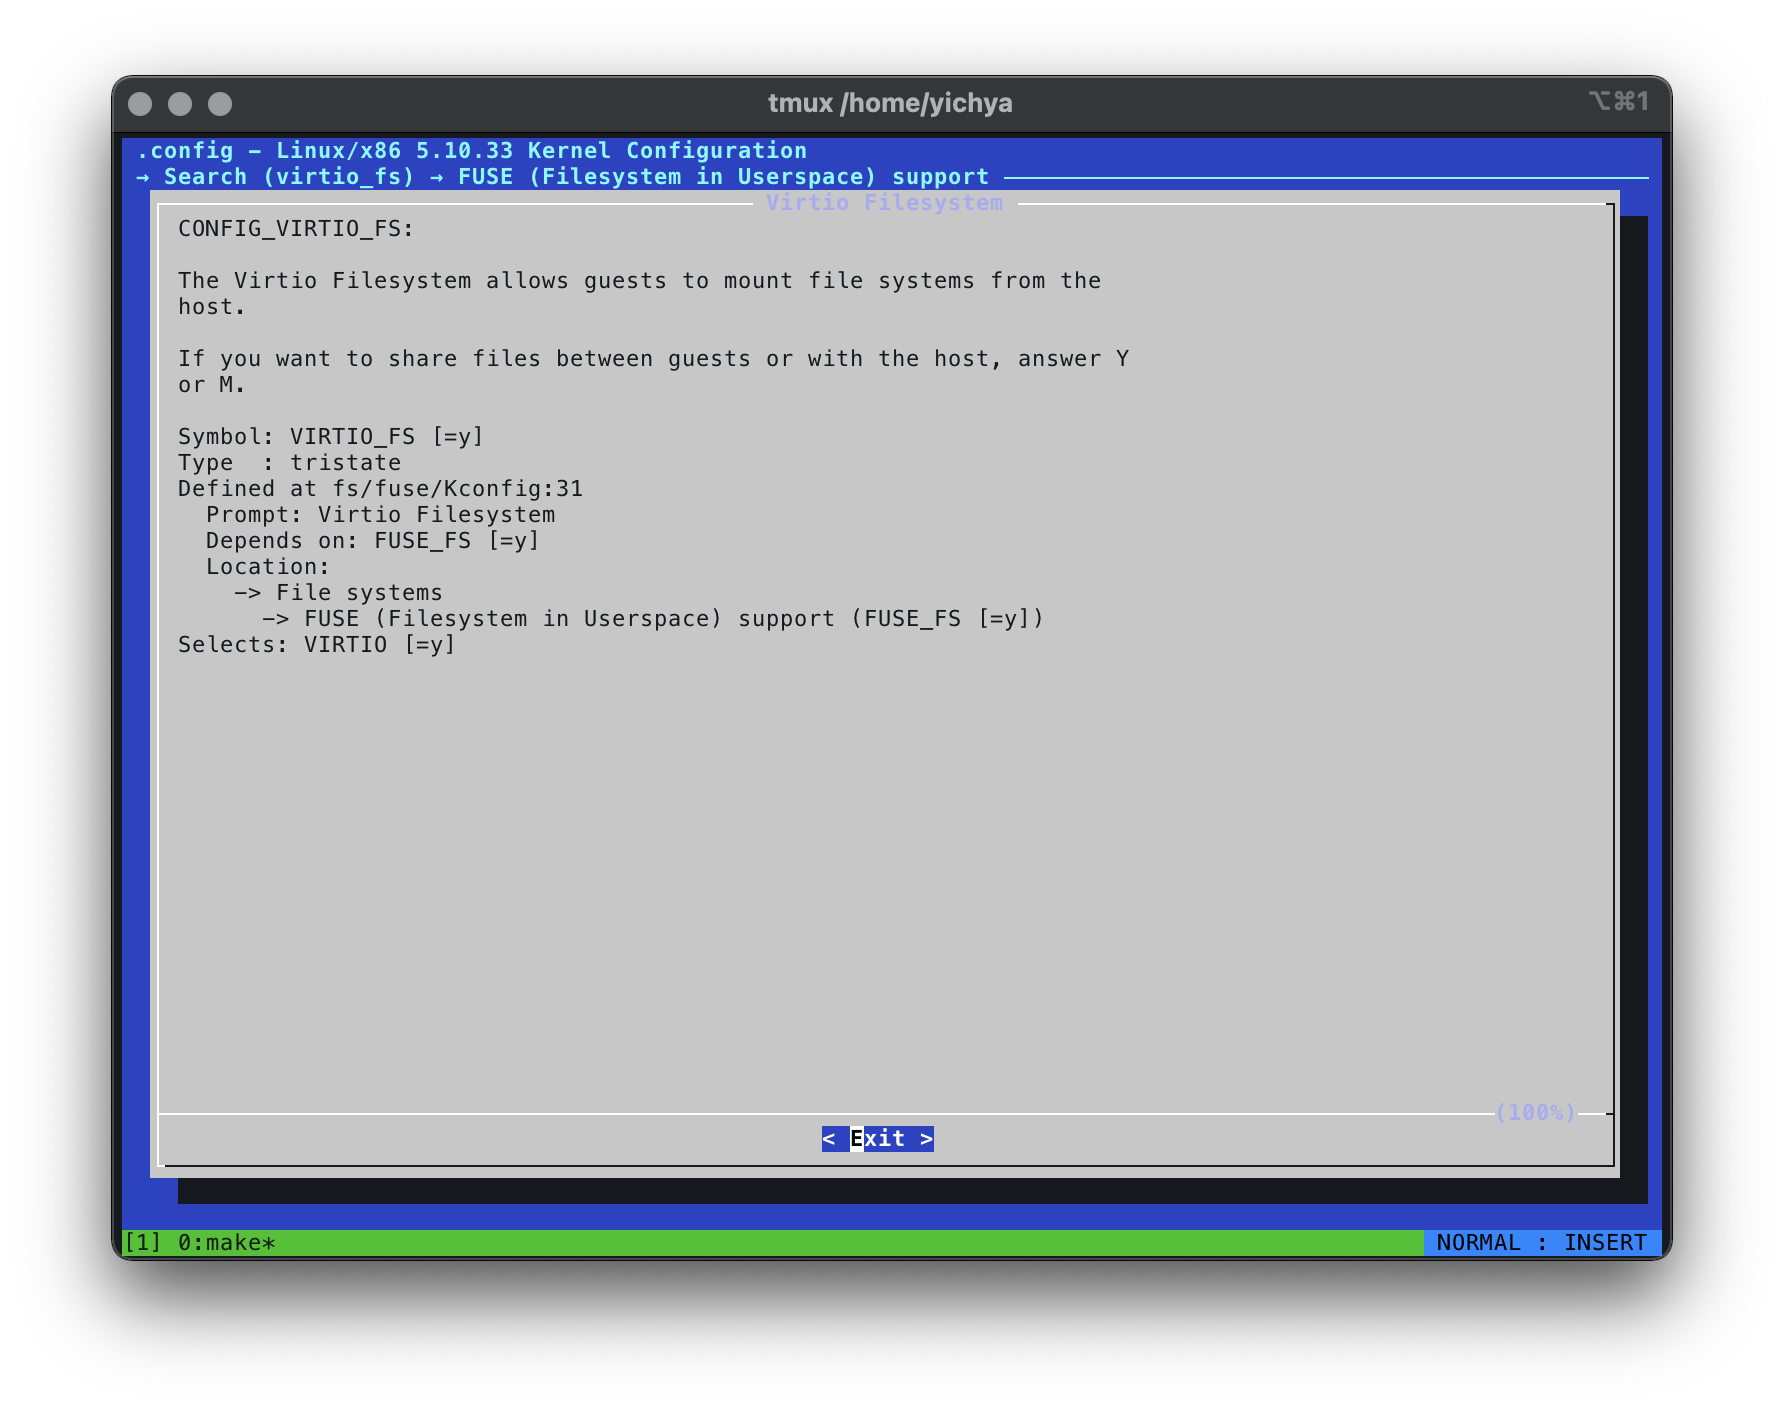 tmux /home/yichya
⌥⌘1
.config - Linux/x86 5.10.33 Kernel Configuration
→ Search (virtio_fs) → FUSE (Filesystem in Userspace) support
Virtio Filesystem
CONFIG_VIRTIO_FS:
The Virtio Filesystem allows guests to mount file systems from the
host.
If you want to share files between guests or with the host, answer Y
or M.
Symbol: VIRTIO_FS [=y]
Type  : tristate
Defined at fs/fuse/Kconfig:31
  Prompt: Virtio Filesystem
  Depends on: FUSE_FS [=y]
  Location:
    -> File systems
      -> FUSE (Filesystem in Userspace) support (FUSE_FS [=y])
Selects: VIRTIO [=y]
(100%)
< Exit >
[1] 0:make*
NORMAL : INSERT